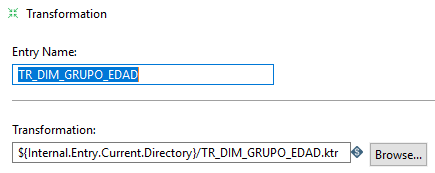 Transformation
Entry Name:
TR_DIM_GRUPO_EDAD
Transformation:
${Internal.Entry.Current.Directory}/TR_DIM_GRUPO_EDAD.ktr
Browse...